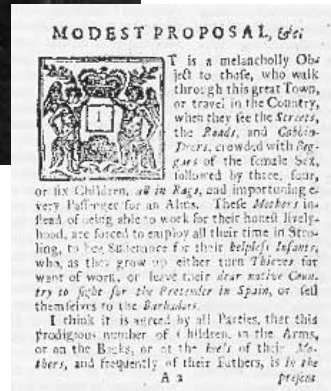 MODEST PROPOSAL, &c.
IT is a melancholly Ob-
ject to those, who walk
through this great Town,
or travel in the Country,
when they see the Streets,
the Roads, and Cabbin-
Doors, crowded with Beg-
gars of the female Sex,
followed by three, four,
or six Children, all in Rags, and importuning e-
very Passenger for an Alms. These Mothers in-
stead of being able to work for their honest lively-
hood, are forced to employ all their time in Stro-
ling, to beg Sustenance for their helpless Infants,
who, as they grow up either turn Thieves for
want of work, or leave their dear native Coun-
try to fight for the Pretender in Spain, or sell
themselves to the Barbadoes.
I think it is agreed by all Parties, that this
prodigious number of Children, in the Arms,
or on the Backs, or at the heels of their Mo-
thers, and frequently of their Fathers, is in the
A 2 present